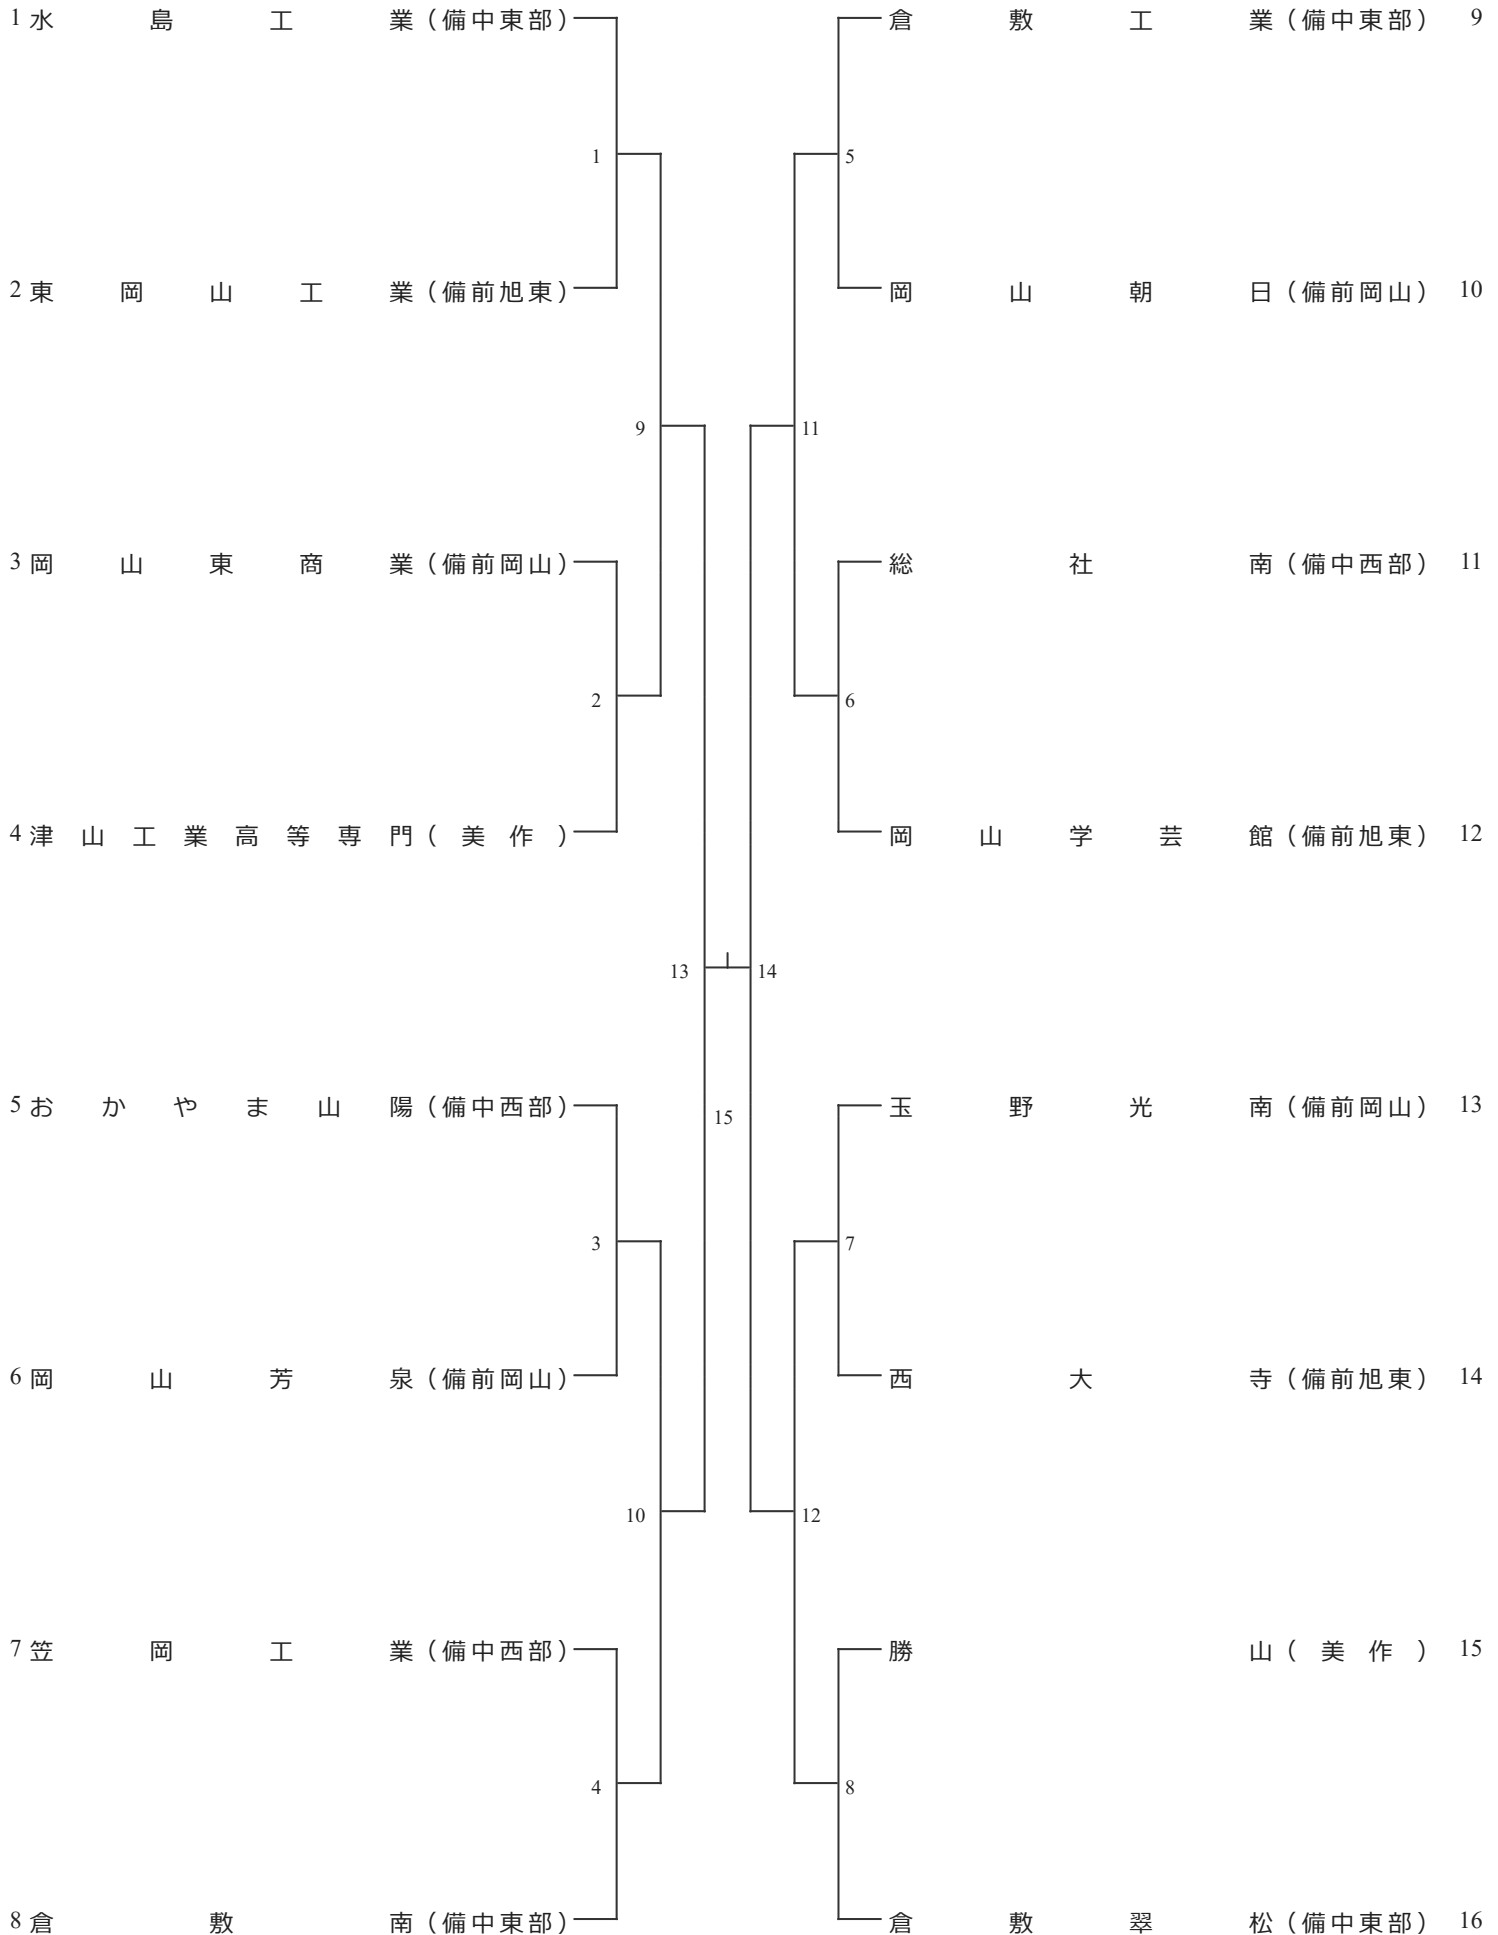 1 水島工業（備中東部）
倉敷工業（備中東部） 9
1
5
2 東岡山工業（備前旭東）
岡山朝日（備前岡山） 10
9
11
3 岡山東商業（備前岡山）
総社南（備中西部） 11
2
6
4 津山工業高等専門（美作）
岡山学芸館（備前旭東） 12
13
14
5 おかやま山陽（備中西部）
15
玉野光南（備前岡山） 13
3
7
6 岡山芳泉（備前岡山）
西大寺（備前旭東） 14
10
12
7 笠岡工業（備中西部）
勝山（美作） 15
4
8
8 倉敷南（備中東部）
倉敷翠松（備中東部） 16